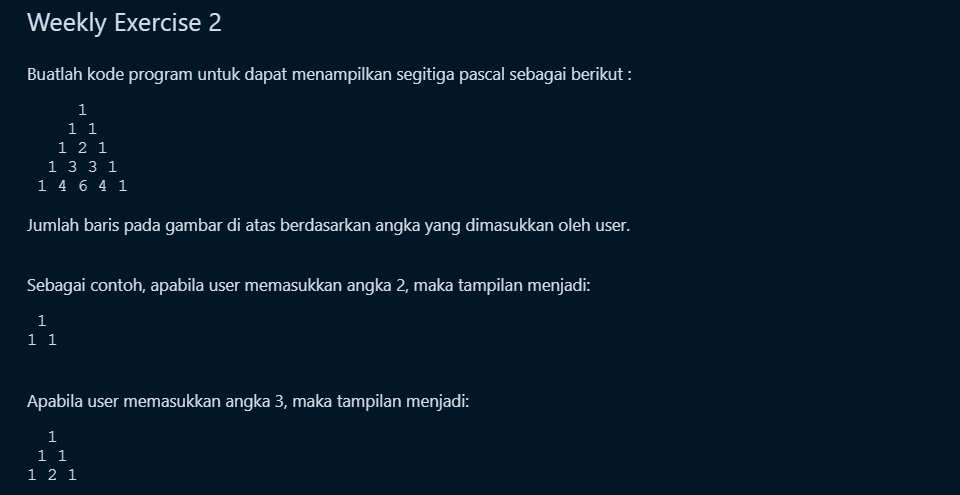 Weekly Exercise 2
Buatlah kode program untuk dapat menampilkan segitiga pascal sebagai berikut :
     1
    1 1
   1 2 1
  1 3 3 1
 1 4 6 4 1
Jumlah baris pada gambar di atas berdasarkan angka yang dimasukkan oleh user.
Sebagai contoh, apabila user memasukkan angka 2, maka tampilan menjadi:
 1
1 1
Apabila user memasukkan angka 3, maka tampilan menjadi:
  1
 1 1
1 2 1